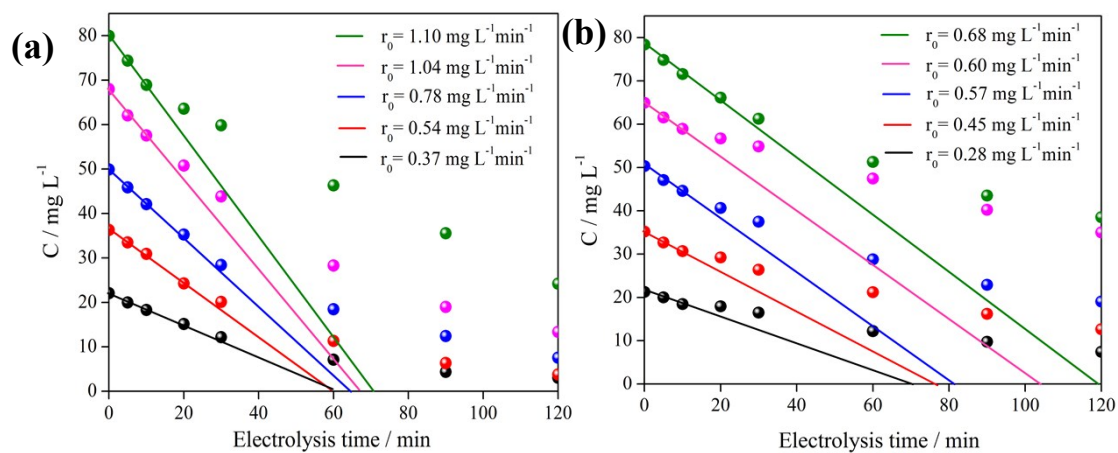 (a)
r₀= 1.10 mg L⁻¹min⁻¹
r₀= 1.04 mg L⁻¹min⁻¹
r₀= 0.78 mg L⁻¹min⁻¹
r₀= 0.54 mg L⁻¹min⁻¹
r₀= 0.37 mg L⁻¹min⁻¹
C / mg L⁻¹
80
70
60
50
40
30
20
10
0
0 20 40 60 80 100 120
Electrolysis time / min
(b)
r₀= 0.68 mg L⁻¹min⁻¹
r₀= 0.60 mg L⁻¹min⁻¹
r₀= 0.57 mg L⁻¹min⁻¹
r₀= 0.45 mg L⁻¹min⁻¹
r₀= 0.28 mg L⁻¹min⁻¹
C / mg L⁻¹
80
70
60
50
40
30
20
10
0
0 20 40 60 80 100 120
Electrolysis time / min